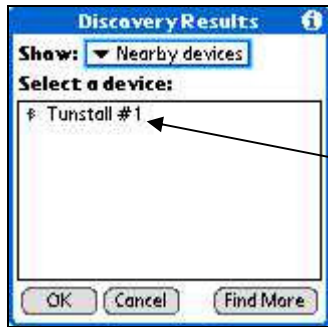 Discovery Results
Show: Nearby devices
Select a device:
Tunstall #1
OK Cancel Find More